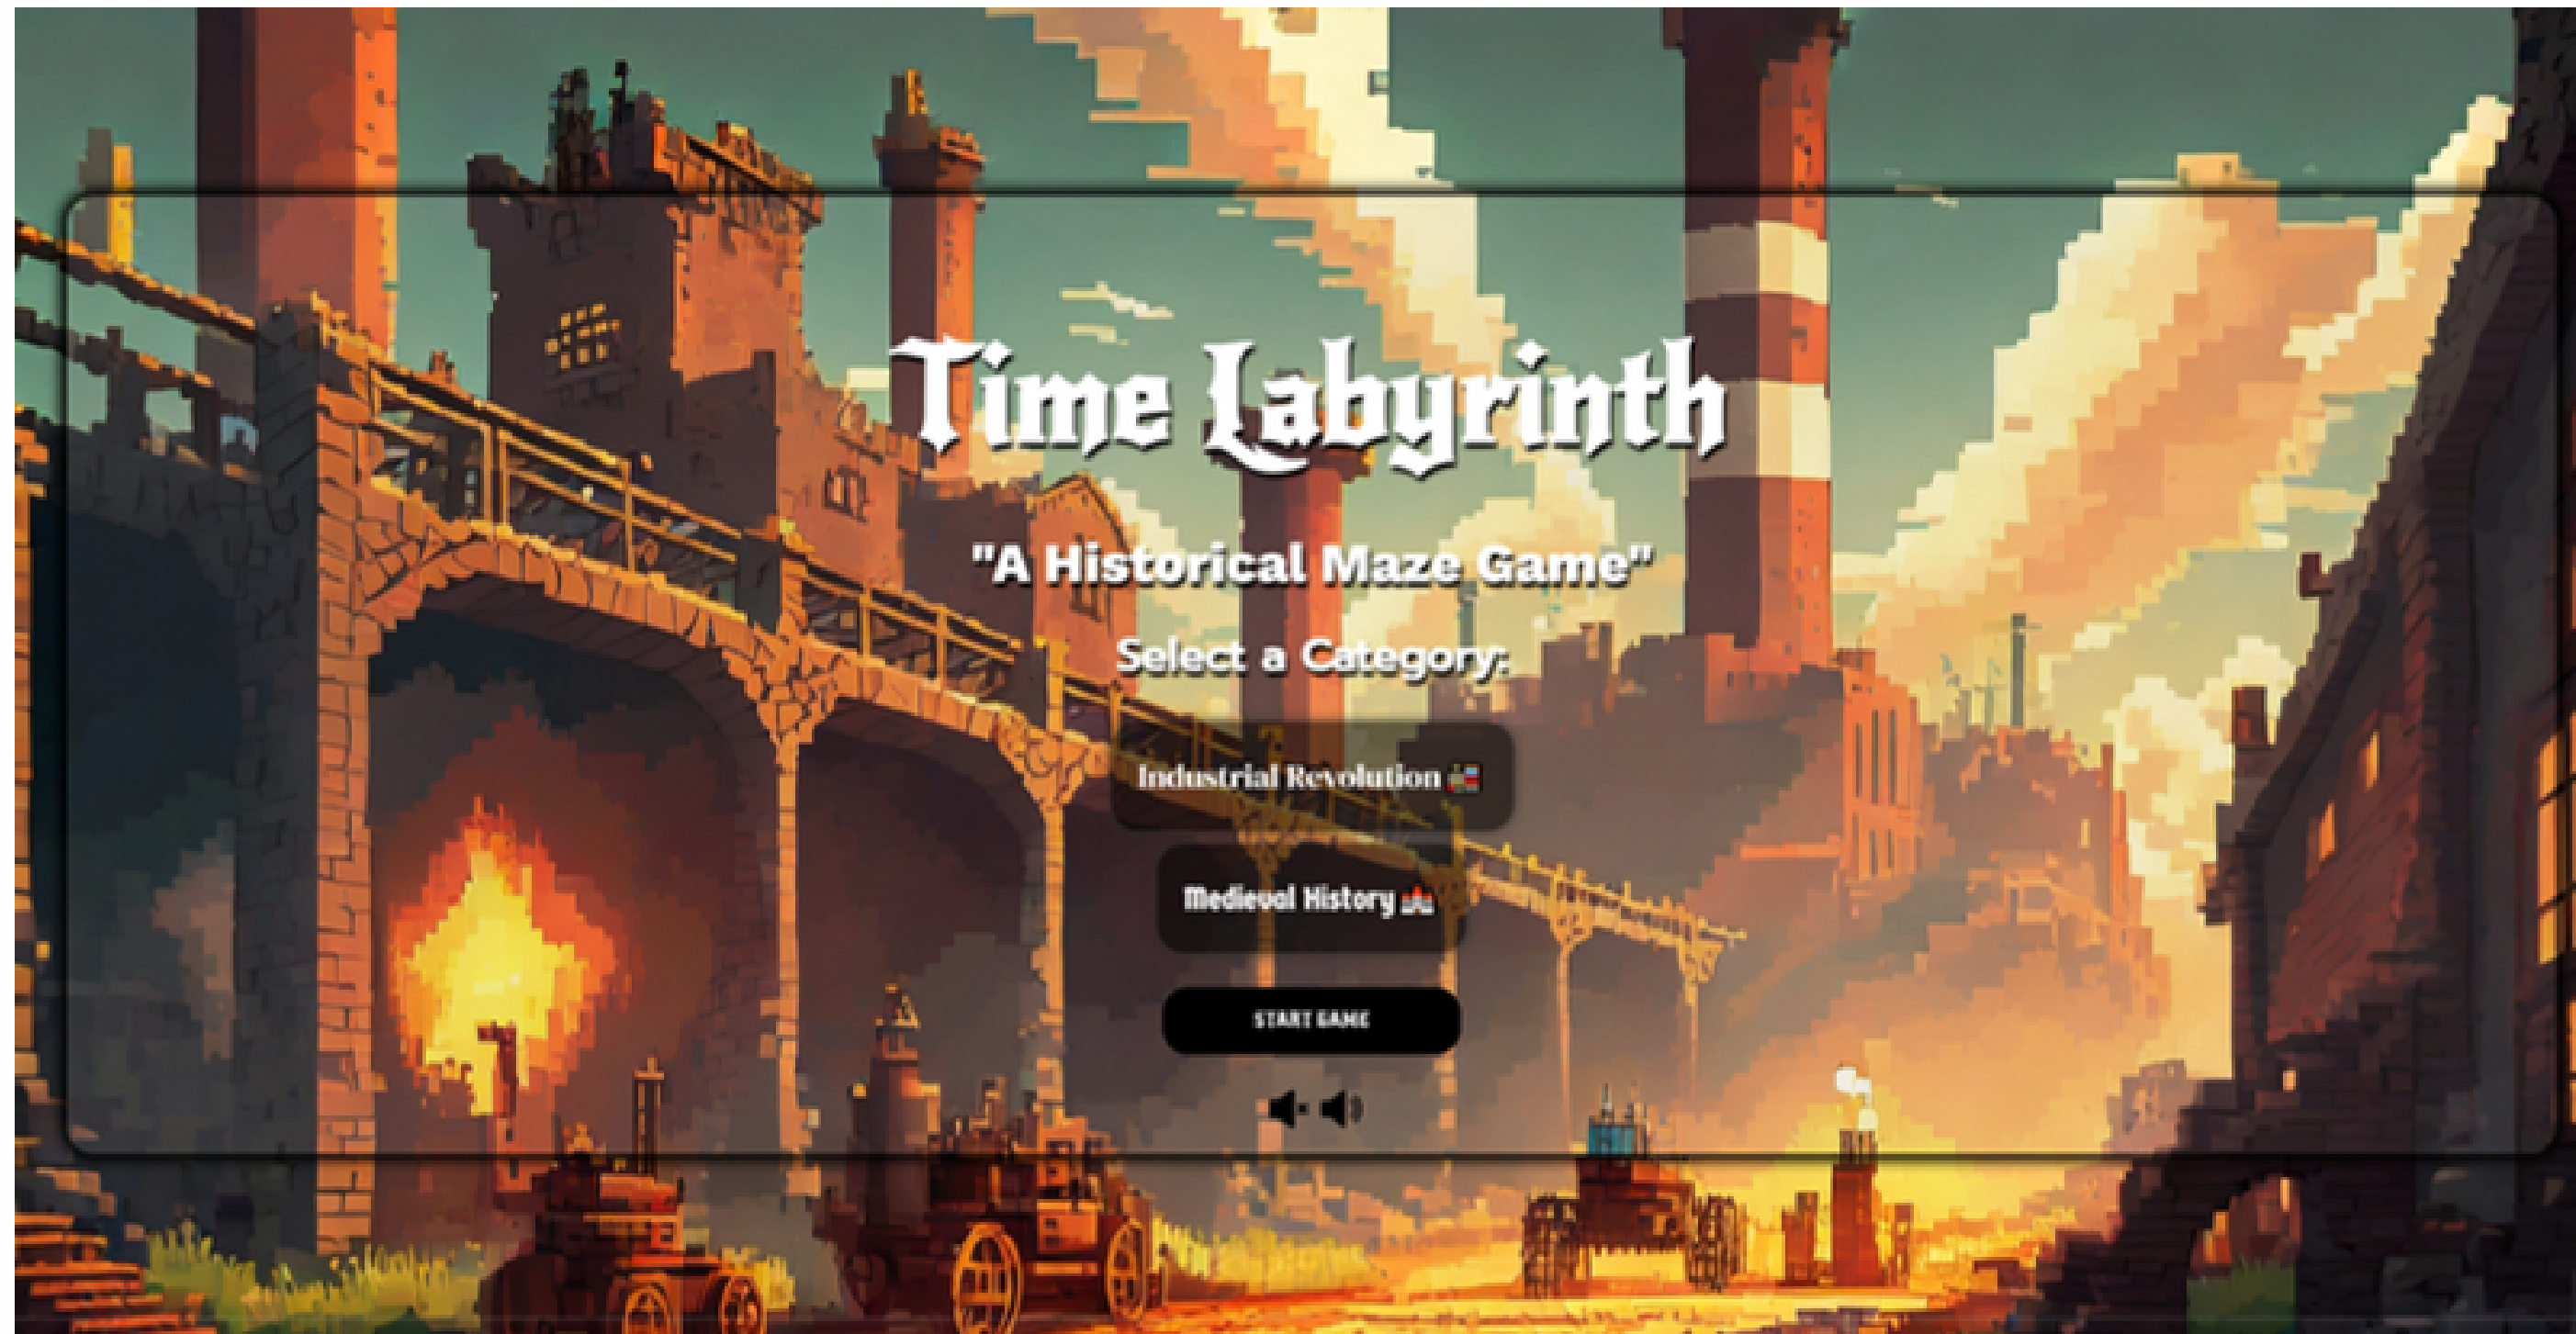 Time Labyrinth
"A Historical Maze Game"
Select a Category:
Industrial Revolution 🏭
Medieval History 🏰
START GAME